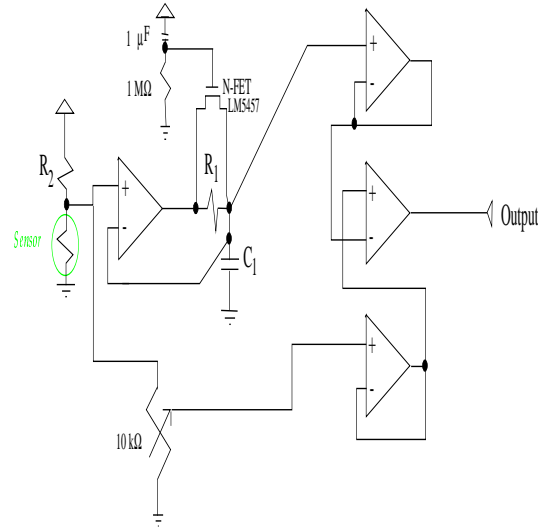 1 µF
1 MΩ
N-FET
LM5457
R2
R1
+
-
+
-
+
-
Output
Sensor
C1
+
-
10 kΩ